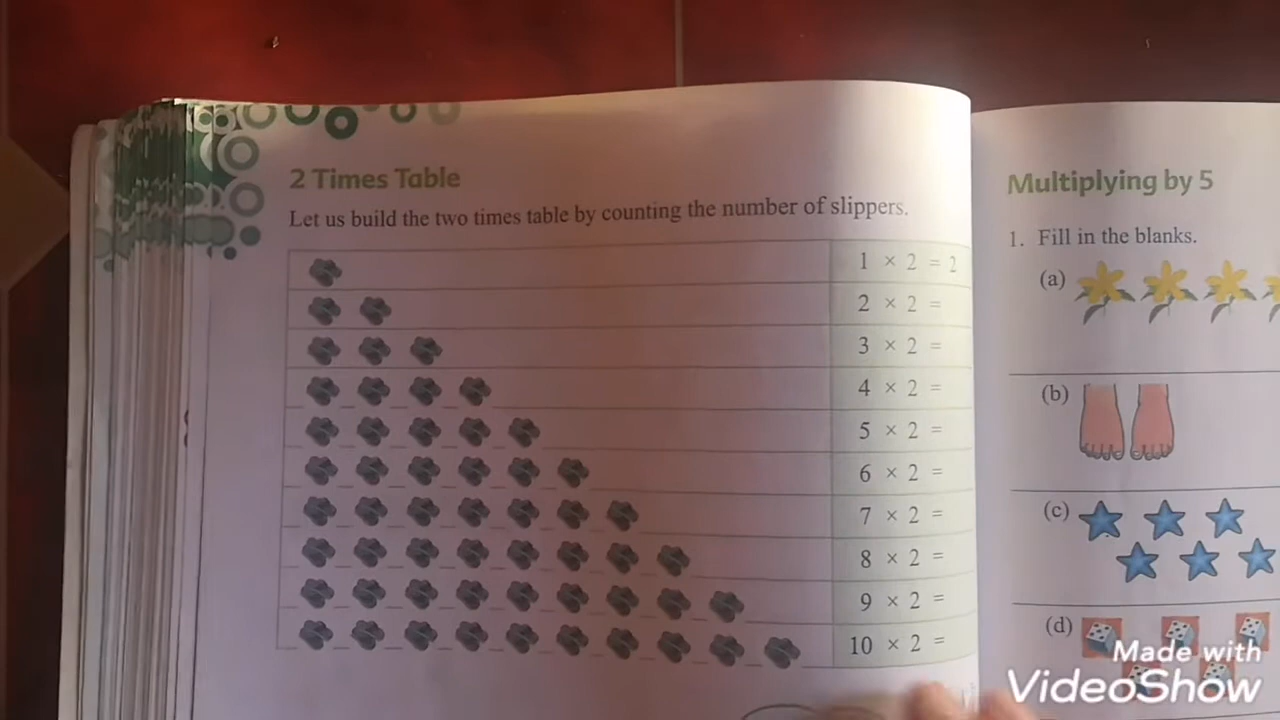 2 Times Table
Let us build the two times table by counting the number of slippers.
1 × 2 = 2
2 × 2 =
3 × 2 =
4 × 2 =
5 × 2 =
6 × 2 =
7 × 2 =
8 × 2 =
9 × 2 =
10 × 2 =
Multiplying by 5
1. Fill in the blanks.
(a)
(b)
(c)
(d)
Made with
VideoShow